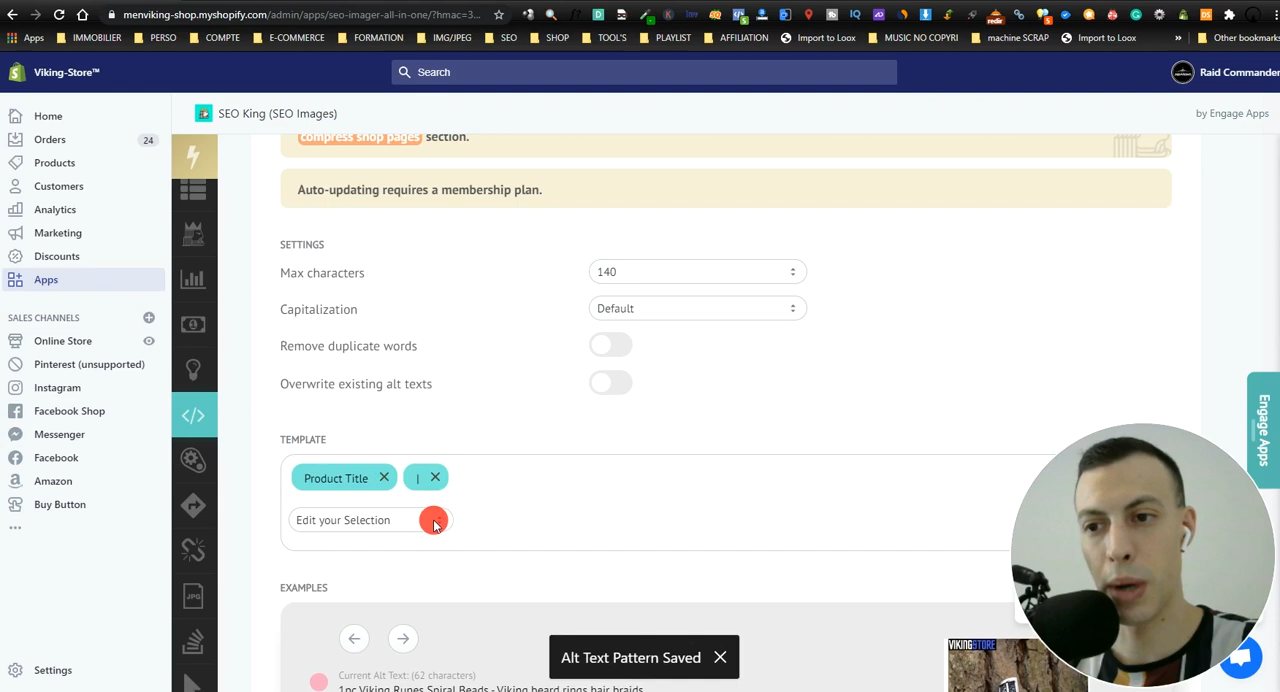 menviking-shop.myshopify.com/admin/apps/seo-imager-all-in-one/?hmac=3...
Apps IMMOBILIER PERSO COMPTE E-COMMERCE FORMATION IMG/JPEG SEO SHOP TOOL'S PLAYLIST AFFILIATION Import to Loox MUSIC NO COPYRI machine SCRAP Import to Loox » Other bookmarks
Viking-Store™
Search
Raid Commander
Home
Orders 24
Products
Customers
Analytics
Marketing
Discounts
Apps
SALES CHANNELS
Online Store
Pinterest (unsupported)
Instagram
Facebook Shop
Messenger
Facebook
Amazon
Buy Button
Settings
SEO King (SEO Images)
by Engage Apps
compress shop pages section.
Auto-updating requires a membership plan.
SETTINGS
Max characters 140
Capitalization Default
Remove duplicate words
Overwrite existing alt texts
TEMPLATE
Product Title |
Edit your Selection
EXAMPLES
Current Alt Text: (62 characters)
1pc Viking Runes Spiral Beads - Viking beard rings hair braids
Alt Text Pattern Saved
VIKINGSTORE
Engage Apps
JPG